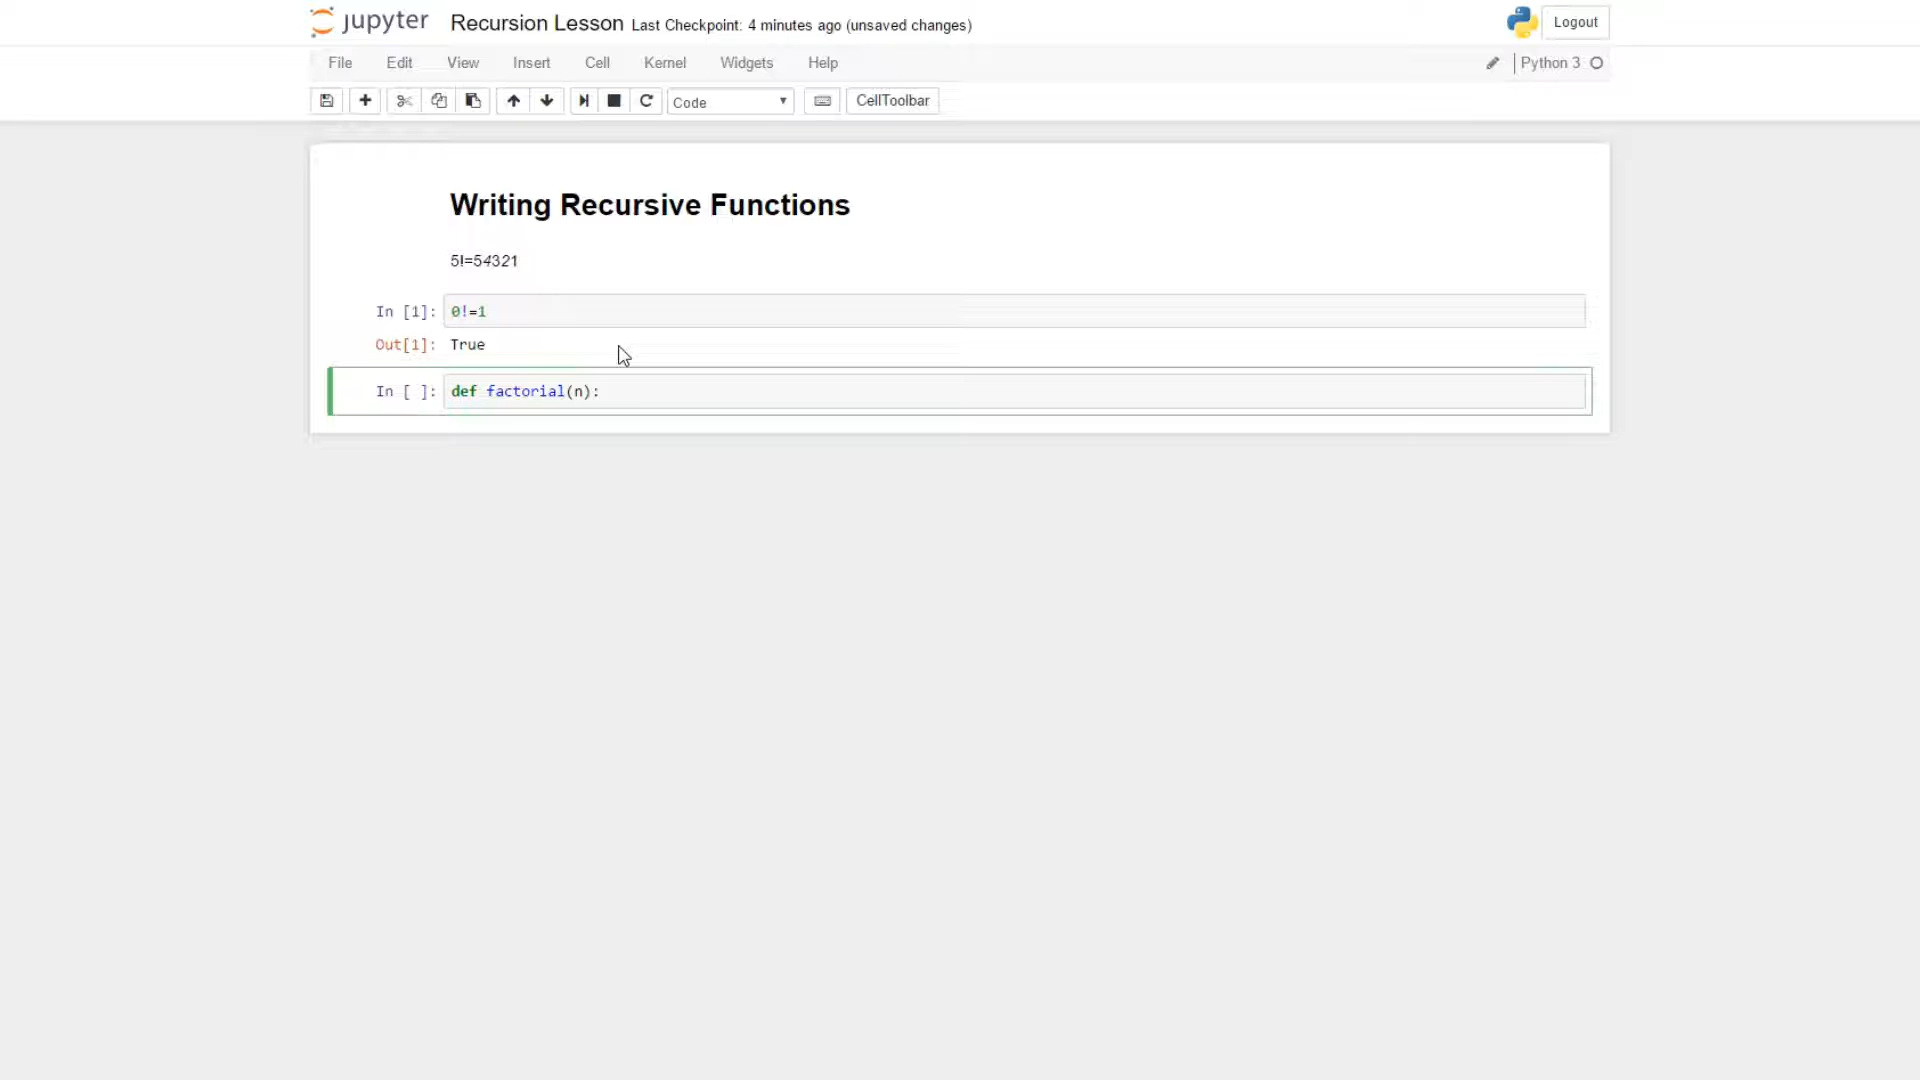 jupyter Recursion Lesson Last Checkpoint: 4 minutes ago (unsaved changes) Logout
File Edit View Insert Cell Kernel Widgets Help Python 3
Code CellToolbar
Writing Recursive Functions
5!=54321
In [1]: 0!=1
Out[1]: True
In [ ]: def factorial(n):